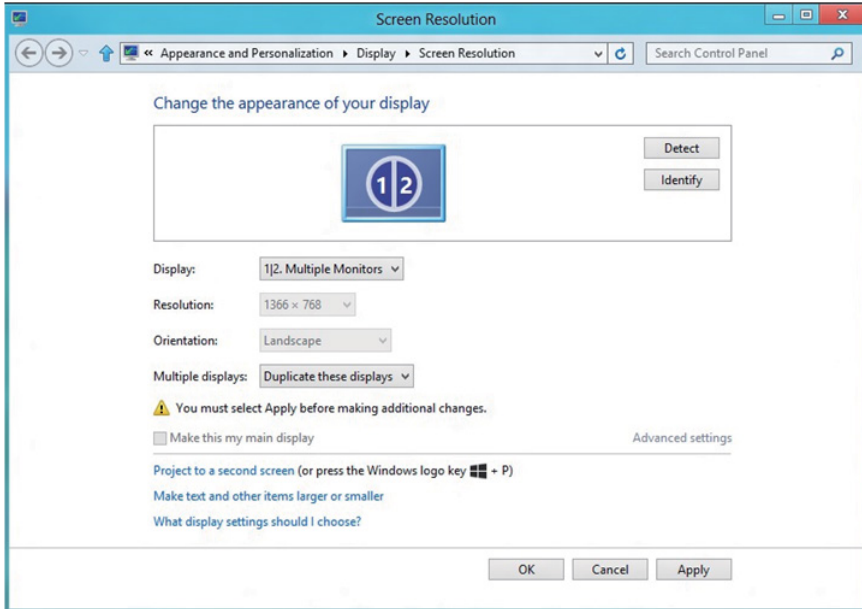 Screen Resolution
« Appearance and Personalization ▸ Display ▸ Screen Resolution
Search Control Panel
Change the appearance of your display
1|2
Detect
Identify
Display: 1|2. Multiple Monitors
Resolution: 1366 × 768
Orientation: Landscape
Multiple displays: Duplicate these displays
You must select Apply before making additional changes.
Make this my main display Advanced settings
Project to a second screen (or press the Windows logo key + P)
Make text and other items larger or smaller
What display settings should I choose?
OK Cancel Apply